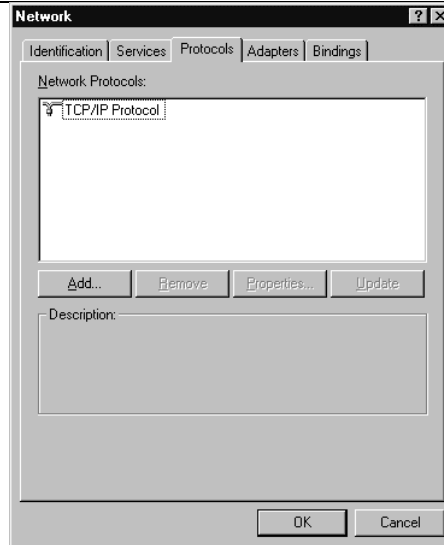 Network
Identification Services Protocols Adapters Bindings
Network Protocols:
TCP/IP Protocol
Add... Remove Properties... Update
Description:
OK Cancel